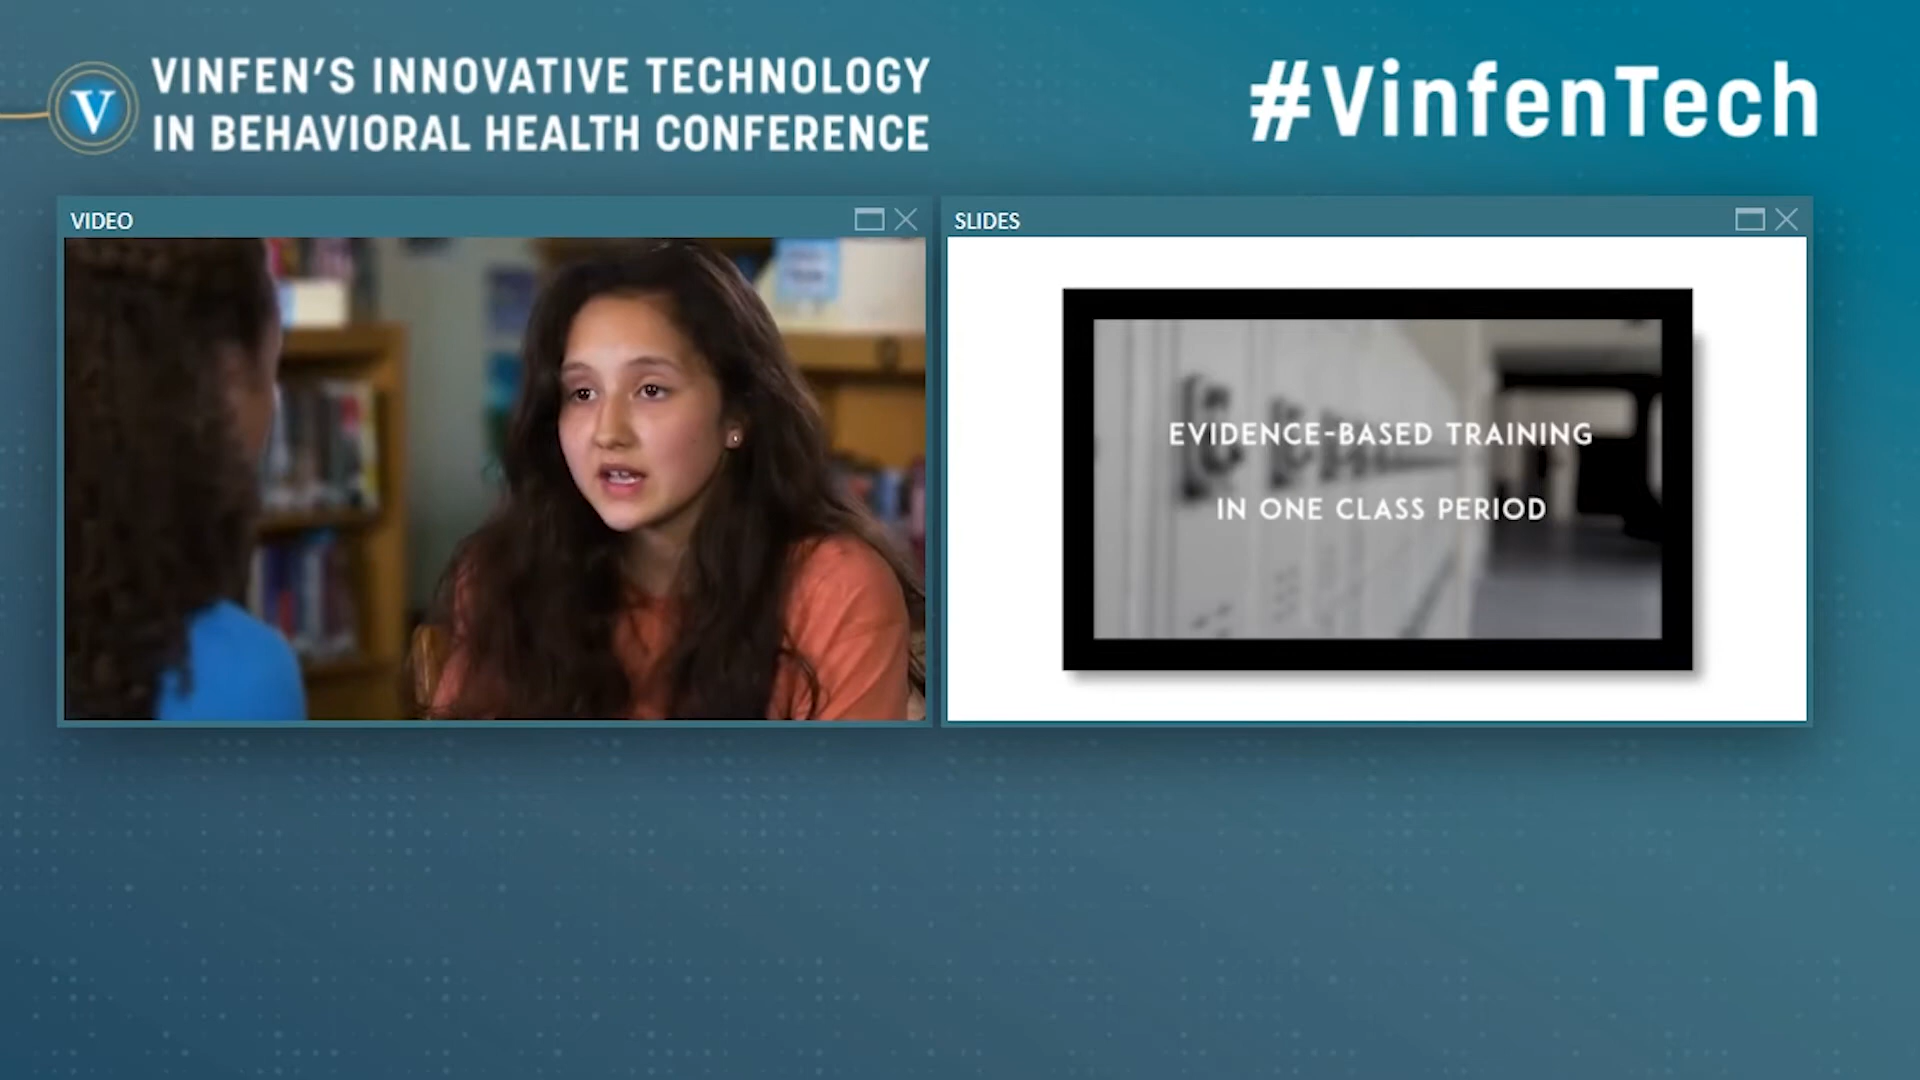 V
VINFEN'S INNOVATIVE TECHNOLOGY
IN BEHAVIORAL HEALTH CONFERENCE
#VinfenTech
VIDEO
SLIDES
EVIDENCE-BASED TRAINING
IN ONE CLASS PERIOD